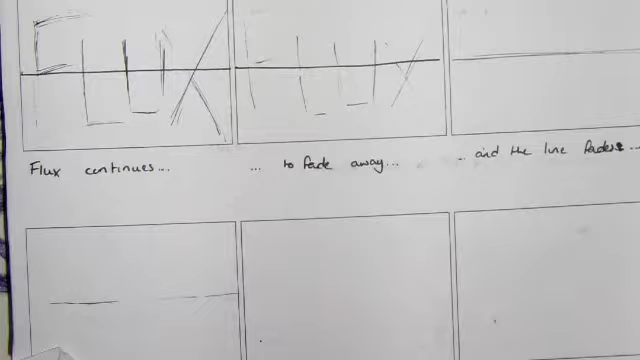 FLUX
FLUX
Flux continues...
... to fade away...
.. and the line fades...